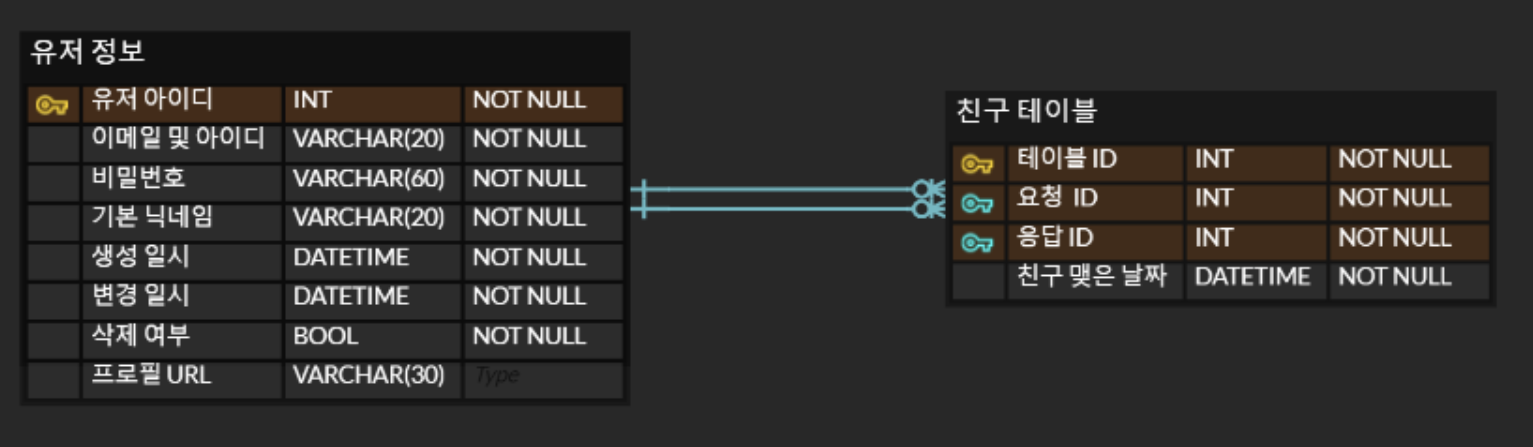 유저 정보
유저 아이디 INT NOT NULL
이메일 및 아이디 VARCHAR(20) NOT NULL
비밀번호 VARCHAR(60) NOT NULL
기본 닉네임 VARCHAR(20) NOT NULL
생성 일시 DATETIME NOT NULL
변경 일시 DATETIME NOT NULL
삭제 여부 BOOL NOT NULL
프로필 URL VARCHAR(30) Type
친구 테이블
테이블 ID INT NOT NULL
요청 ID INT NOT NULL
응답 ID INT NOT NULL
친구 맺은 날짜 DATETIME NOT NULL